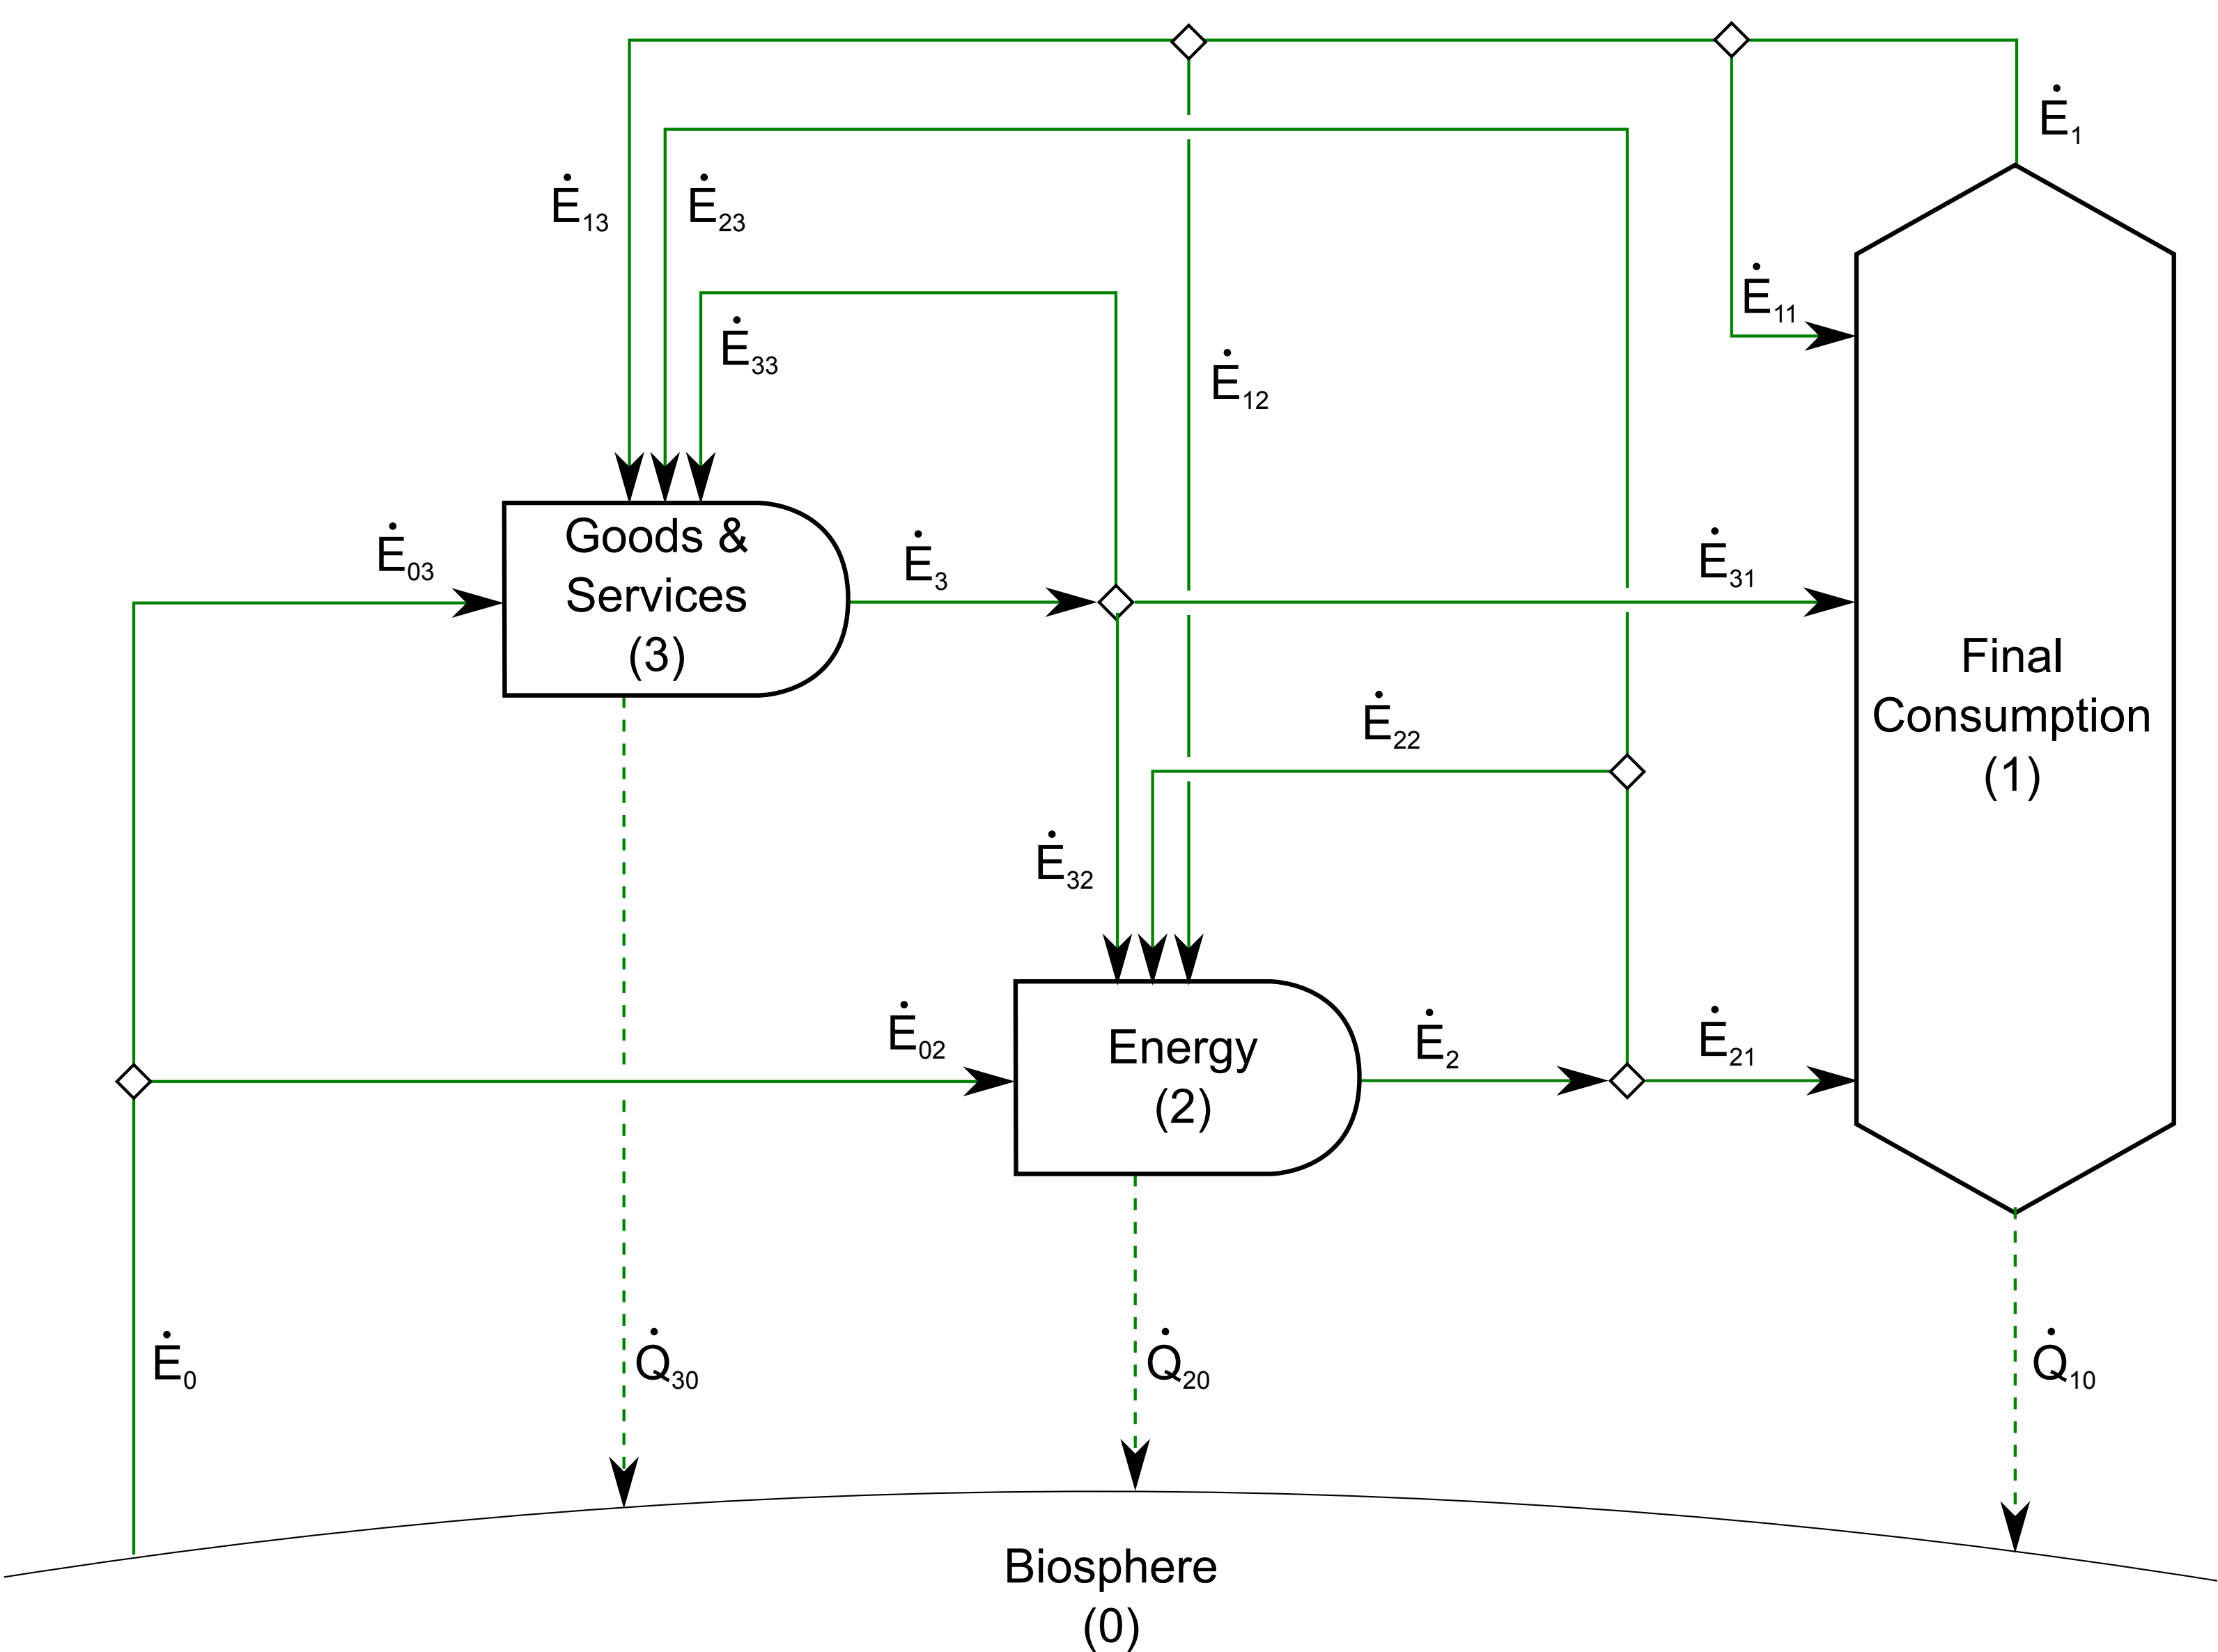 Ė₁
Ė₁₃
Ė₂₃
Ė₁₁
Ė₃₃
Ė₁₂
Ė₀₃
Goods &
Services
(3)
Ė₃
Ė₃₁
Final
Consumption
(1)
Ė₂₂
Ė₃₂
Ė₀₂
Energy
(2)
Ė₂
Ė₂₁
Ė₀
Q̇₃₀
Q̇₂₀
Q̇₁₀
Biosphere
(0)